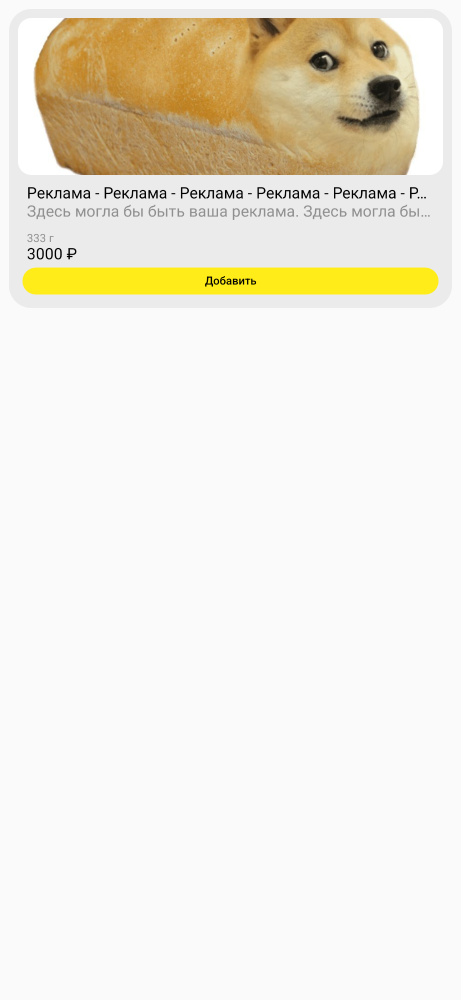 Реклама - Реклама - Реклама - Реклама - Реклама - Р...
Здесь могла бы быть ваша реклама. Здесь могла бы...
333 г
3000 ₽
Добавить